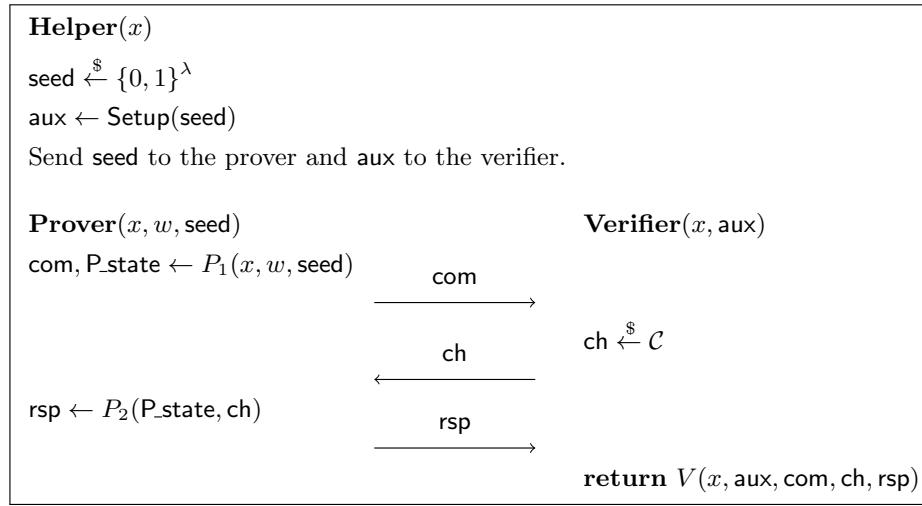 Helper(x)
seed $← {0, 1}^λ
aux ← Setup(seed)
Send seed to the prover and aux to the verifier.
Prover(x, w, seed) Verifier(x, aux)
com, P_state ← P₁(x, w, seed)
com
ch $← 𝒞
ch
rsp ← P₂(P_state, ch)
rsp
return V(x, aux, com, ch, rsp)